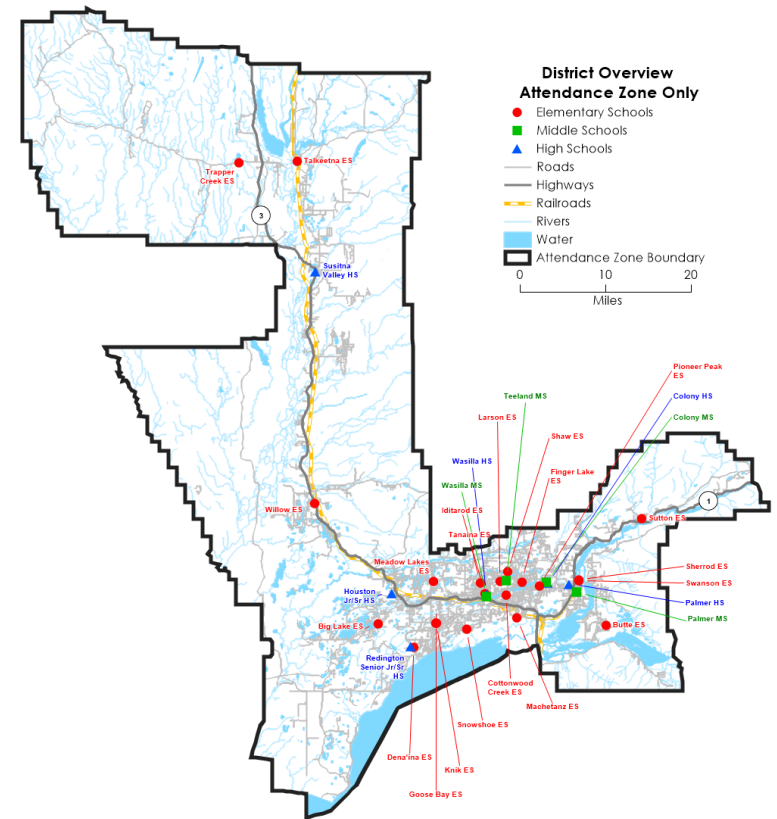 District Overview
Attendance Zone Only
Elementary Schools
Middle Schools
High Schools
Roads
Highways
Railroads
Rivers
Water
Attendance Zone Boundary
0 10 20
Miles
Trapper
Creek ES
Talkeetna ES
3
Susitna
Valley HS
Pioneer Peak
ES
Colony HS
Teeland MS
Colony MS
Larson ES
Shaw ES
Wasilla HS
Finger Lake
ES
Wasilla MS
Iditarod ES
Tanaina ES
1
Willow ES
Sutton ES
Meadow Lakes
ES
Sherrod ES
Swanson ES
Houston
Jr/Sr HS
Palmer HS
Palmer MS
Big Lake ES
Butte ES
Redington
Senior Jr/Sr
HS
Cottonwood
Creek ES
Machetanz ES
Snowshoe ES
Dena'ina ES
Knik ES
Goose Bay ES